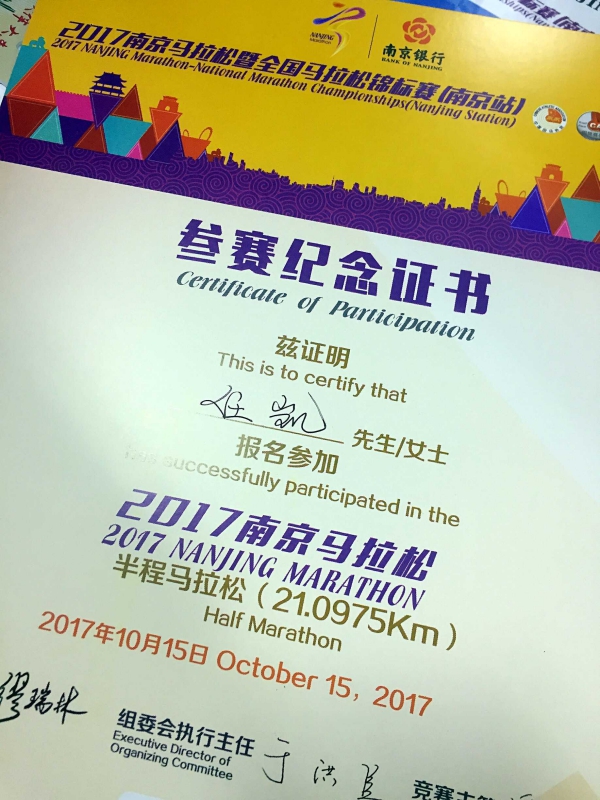 NANJING
Marathon
南京银行
BANK OF NANJING
2017南京马拉松暨全国马拉松锦标赛(南京站)
2017 NANJING Marathon-National Marathon Championships(Nanjing Station)
参赛纪念证书
Certificate of Participation
兹证明
This is to certify that
任凯 先生/女士
报名参加
successfully participated in the
2017南京马拉松
2017 NANJING MARATHON
半程马拉松(21.0975Km)
Half Marathon
2017年10月15日 October 15, 2017
缪瑞林
组委会执行主任
Executive Director of
Organizing Committee
于洪
竞赛